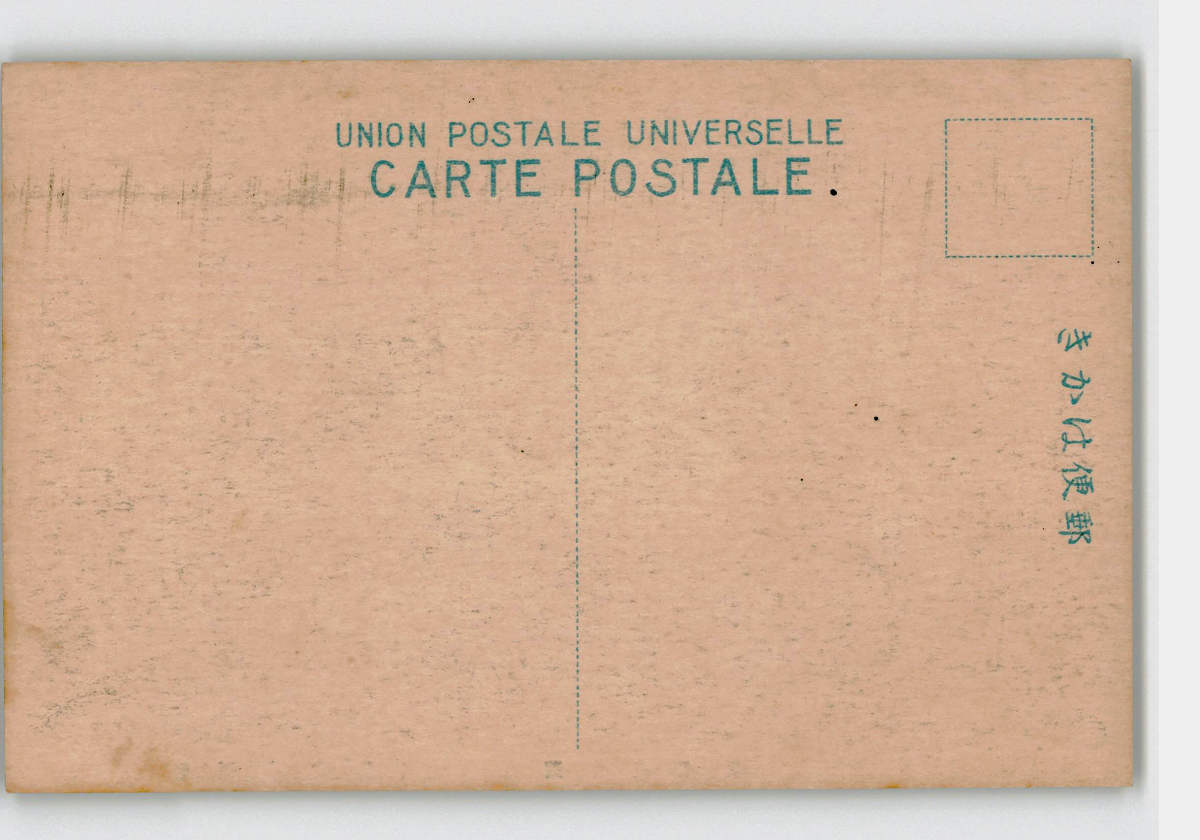 UNION POSTALE UNIVERSELLE
CARTE POSTALE.
きかは便郵